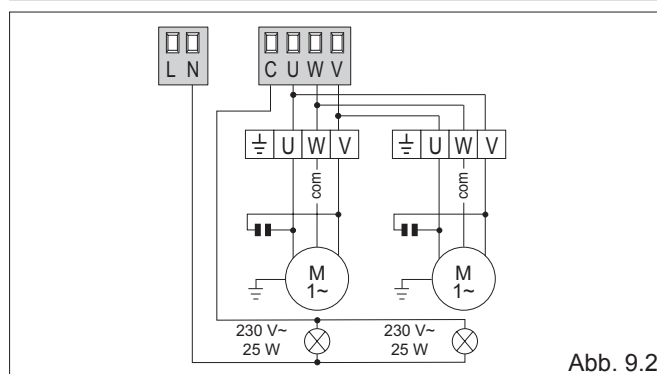 L N
C U W V
U W V
U W V
com
com
M
1~
M
1~
230 V~
25 W
230 V~
25 W
Abb. 9.2